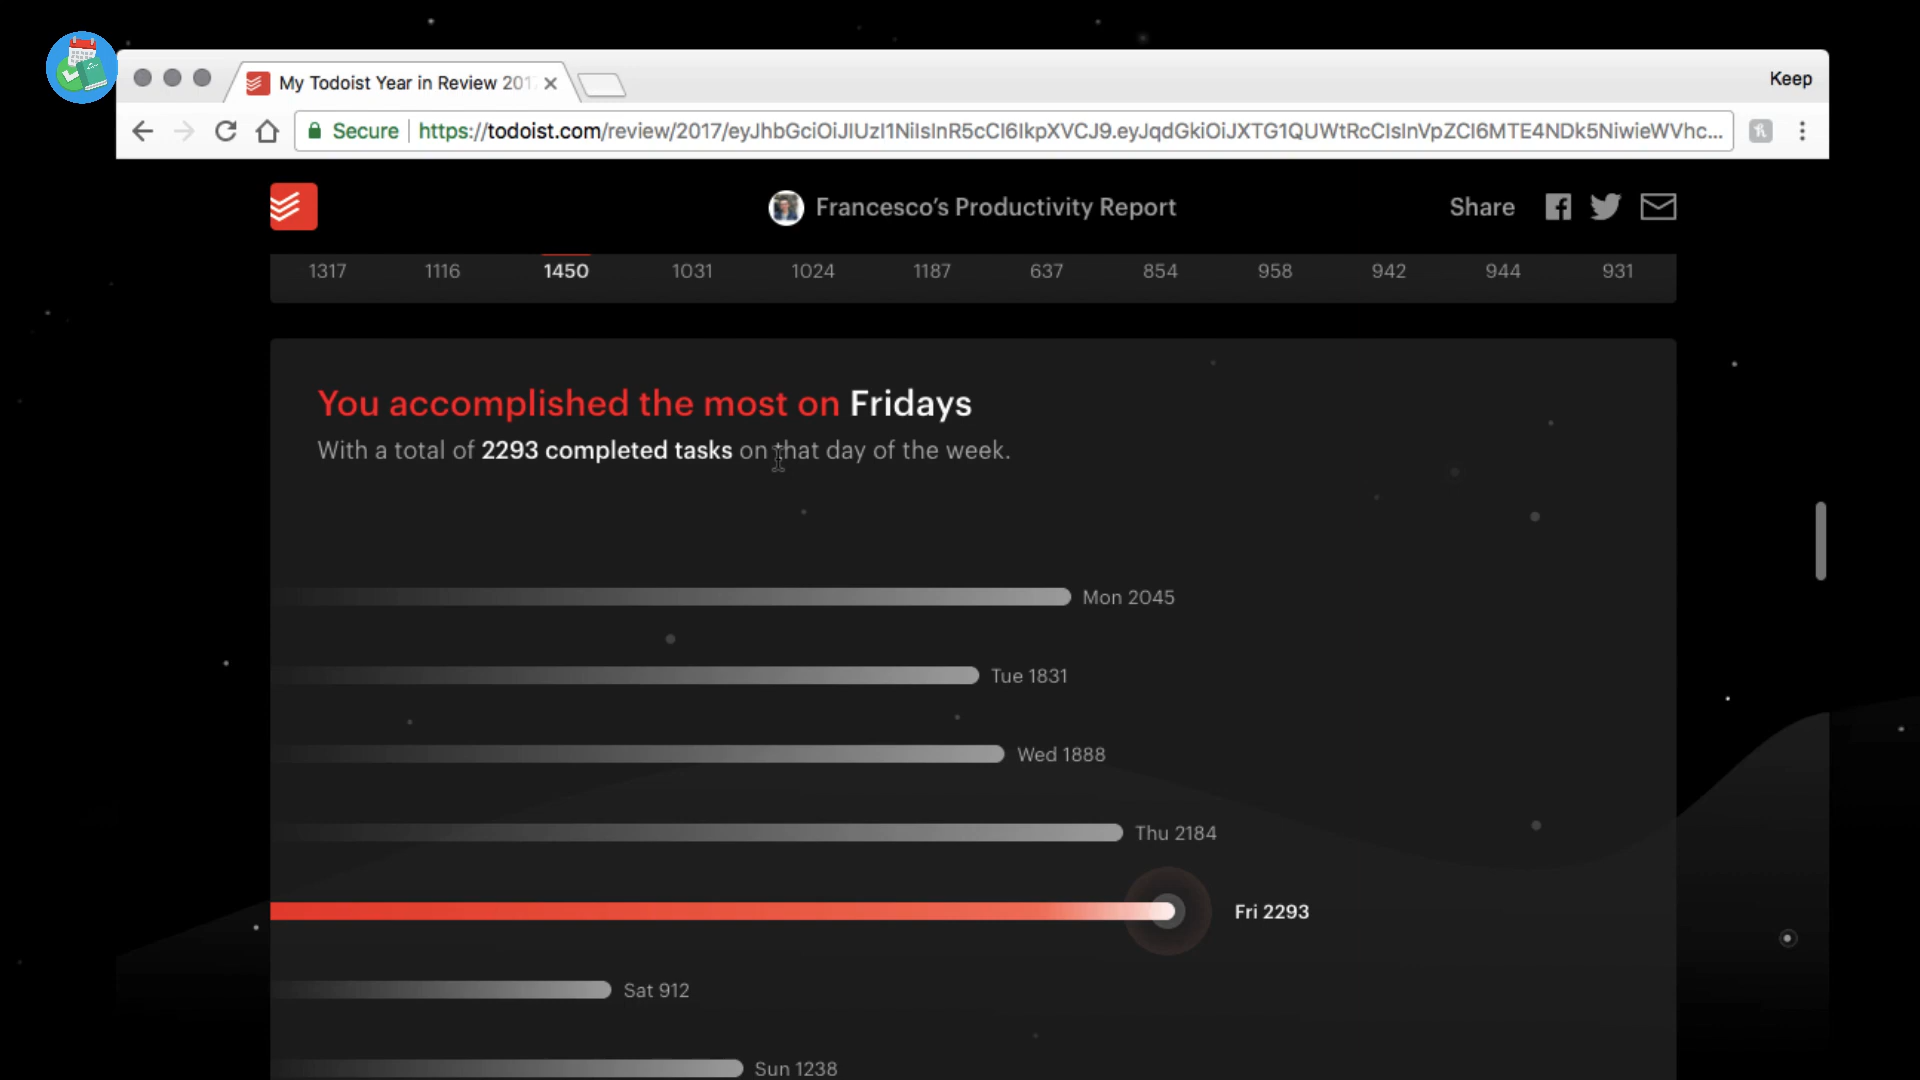 My Todoist Year in Review 201
Keep
Secure
https://todoist.com/review/2017/eyJhbGciOiJIUzI1NiIsInR5cCI6IkpXVCJ9.eyJqdGkiOiJXTG1QUWtRcCIsInVpZCI6MTE4NDk5NiwieWVhc...
Francesco's Productivity Report
Share
1317 1116 1450 1031 1024 1187 637 854 958 942 944 931
You accomplished the most on Fridays
With a total of 2293 completed tasks on that day of the week.
Mon 2045
Tue 1831
Wed 1888
Thu 2184
Fri 2293
Sat 912
Sun 1238